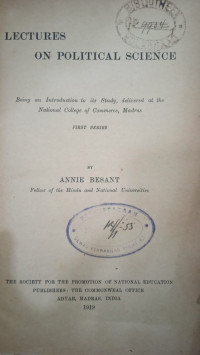 LECTURES
ON POLITICAL SCIENCE
Being an Introduction to its Study, delivered at the
National College of Commerce, Madras
FIRST SERIES
BY
ANNIE BESANT
Fellow of the Hindu and National Universities
THE SOCIETY FOR THE PROMOTION OF NATIONAL EDUCATION
PUBLISHERS: THE COMMONWEAL OFFICE
ADYAR, MADRAS, INDIA
1919